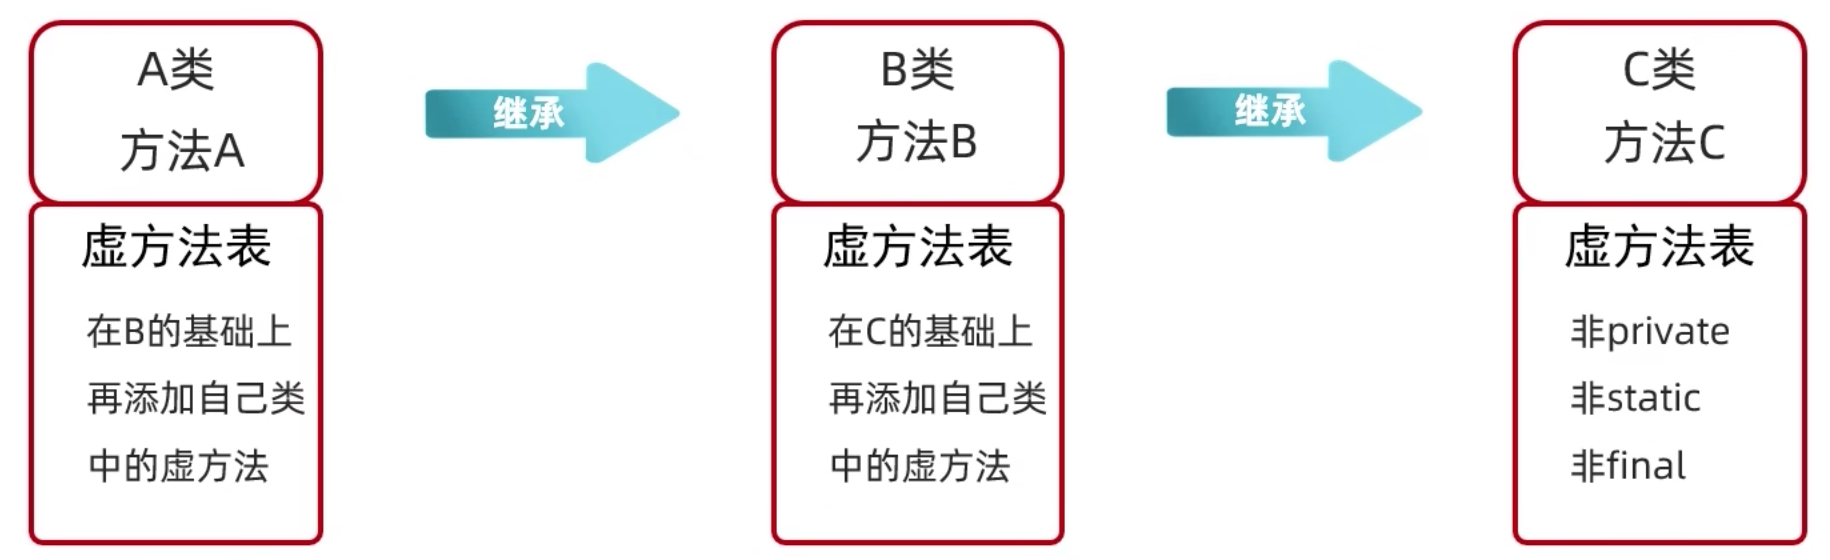 A类
方法A
虚方法表
在B的基础上
再添加自己类
中的虚方法
继承
B类
方法B
虚方法表
在C的基础上
再添加自己类
中的虚方法
继承
C类
方法C
虚方法表
非private
非static
非final